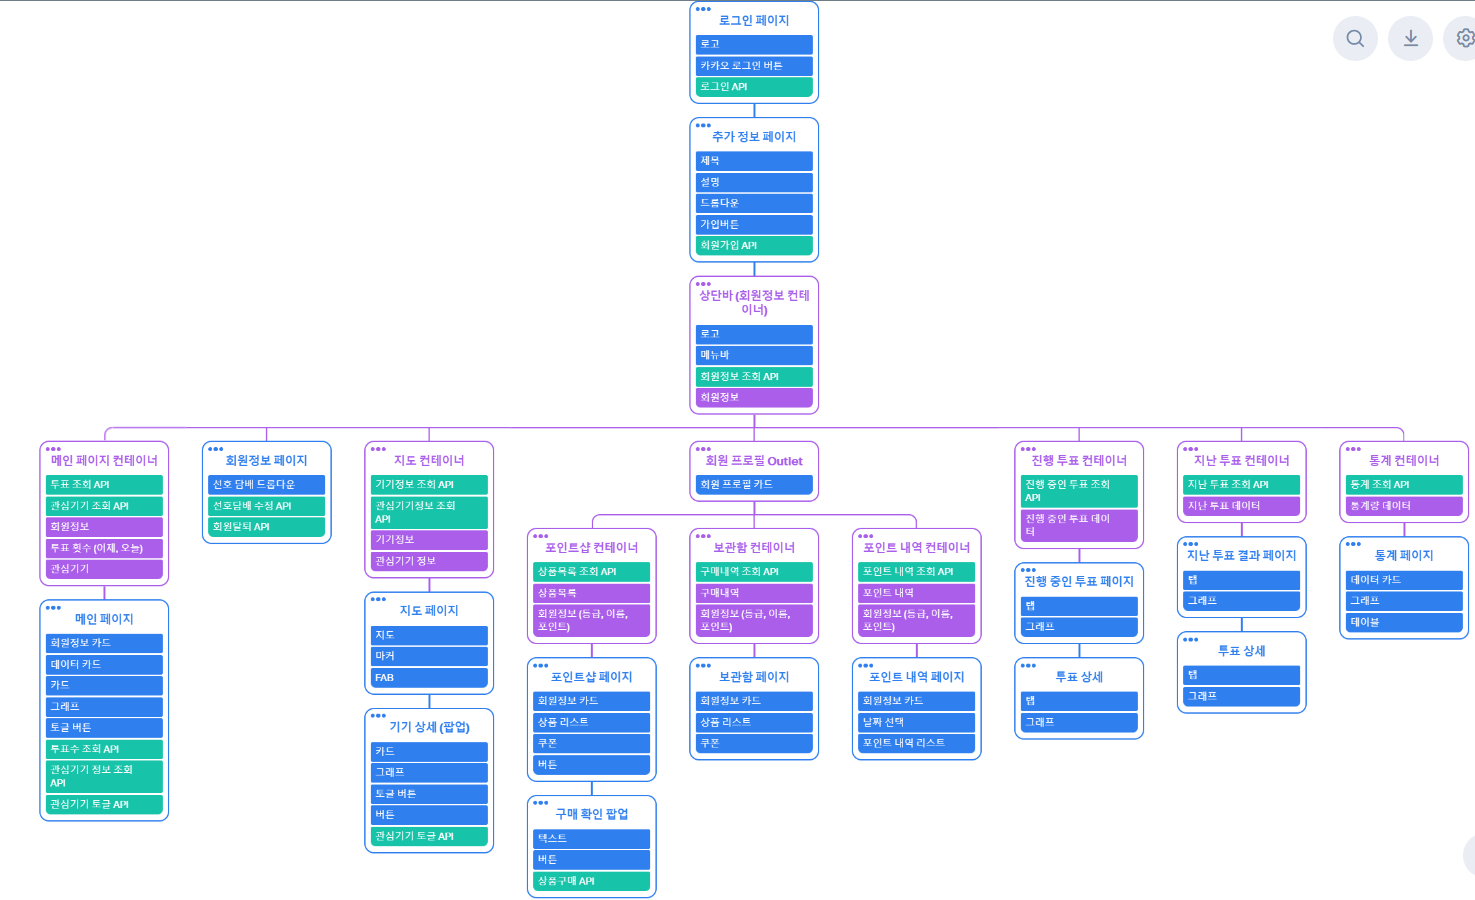 로그인 페이지
로고
카카오 로그인 버튼
로그인 API
추가 정보 페이지
제목
설명
드롭다운
가입버튼
회원가입 API
상단바 (회원정보 컨테
이너)
로고
메뉴바
회원정보 조회 API
회원정보
메인 페이지 컨테이너
투표 조회 API
관심기기 조회 API
회원정보
투표 횟수 (어제, 오늘)
관심기기
메인 페이지
회원정보 카드
데이터 카드
카드
그래프
토글 버튼
투표수 조회 API
관심기기 정보 조회
API
관심기기 토글 API
회원정보 페이지
선호 담배 드롭다운
선호담배 수정 API
회원탈퇴 API
지도 컨테이너
기기정보 조회 API
관심기기정보 조회
API
기기정보
관심기기 정보
지도 페이지
지도
마커
FAB
기기 상세 (팝업)
카드
그래프
토글 버튼
버튼
관심기기 토글 API
회원 프로필 Outlet
회원 프로필 카드
포인트샵 컨테이너
상품목록 조회 API
상품목록
회원정보 (등급, 이름,
포인트)
포인트샵 페이지
회원정보 카드
상품 리스트
쿠폰
버튼
구매 확인 팝업
텍스트
버튼
상품구매 API
보관함 컨테이너
구매내역 조회 API
구매내역
회원정보 (등급, 이름,
포인트)
보관함 페이지
회원정보 카드
상품 리스트
쿠폰
포인트 내역 컨테이너
포인트 내역 조회 API
포인트 내역
회원정보 (등급, 이름,
포인트)
포인트 내역 페이지
회원정보 카드
날짜 선택
포인트 내역 리스트
진행 투표 컨테이너
진행 중인 투표 조회
API
진행 중인 투표 데이
터
진행 중인 투표 페이지
탭
그래프
투표 상세
탭
그래프
지난 투표 컨테이너
지난 투표 조회 API
지난 투표 데이터
지난 투표 결과 페이지
탭
그래프
투표 상세
탭
그래프
통계 컨테이너
통계 조회 API
통계량 데이터
통계 페이지
데이터 카드
그래프
테이블